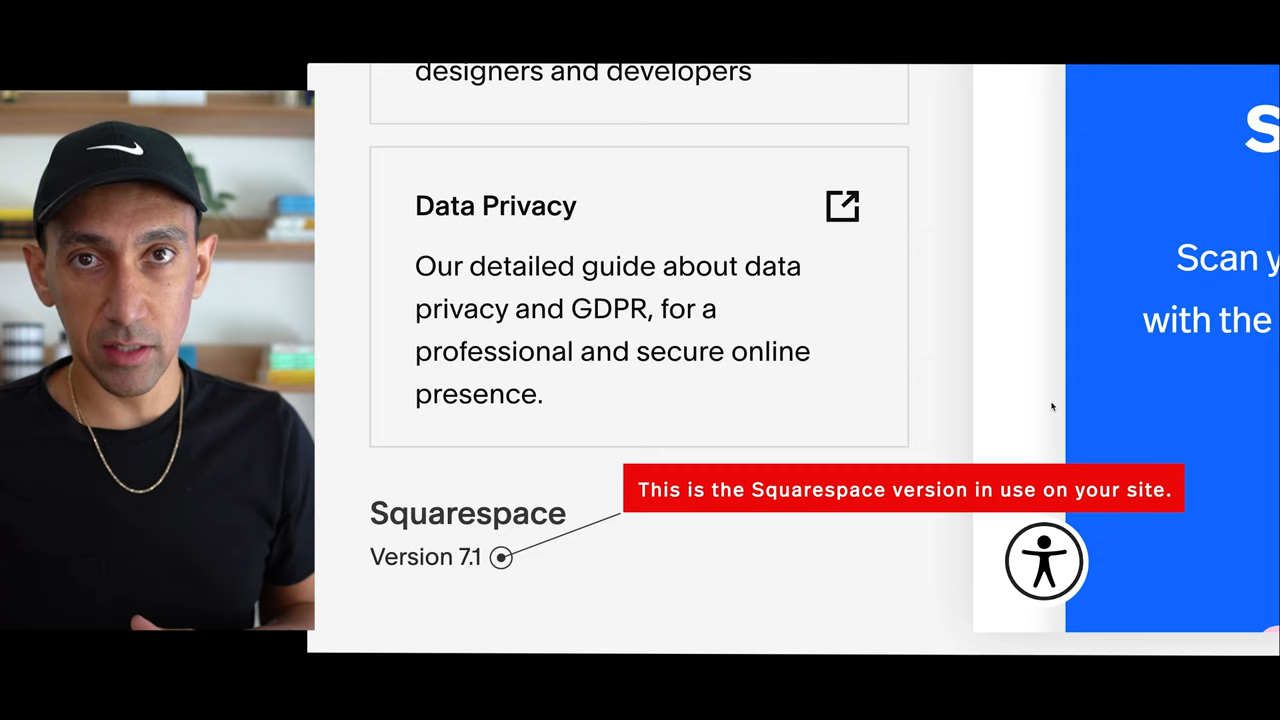 designers and developers
Data Privacy
Our detailed guide about data
privacy and GDPR, for a
professional and secure online
presence.
This is the Squarespace version in use on your site.
Squarespace
Version 7.1
S
Scan y
with the